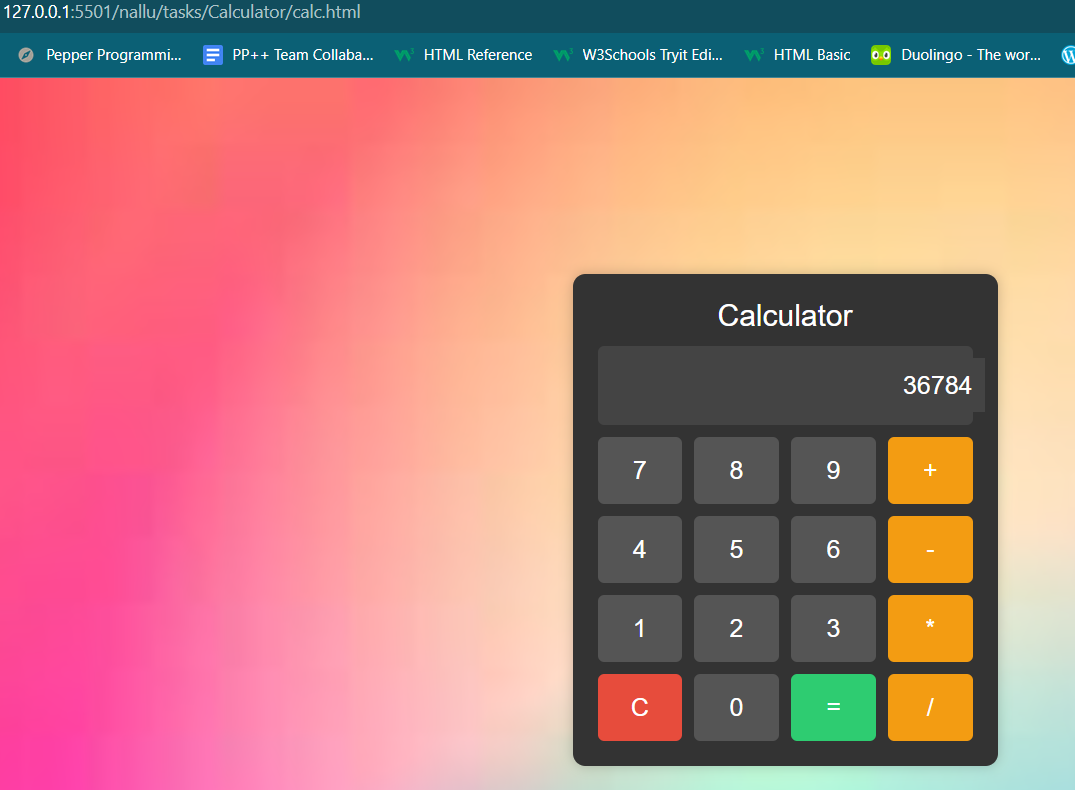 127.0.0.1:5501/nallu/tasks/Calculator/calc.html
Pepper Programmi... PP++ Team Collaba... HTML Reference W3Schools Tryit Edi... HTML Basic Duolingo - The wor...
Calculator
36784
7 8 9 +
4 5 6 -
1 2 3 *
C 0 = /